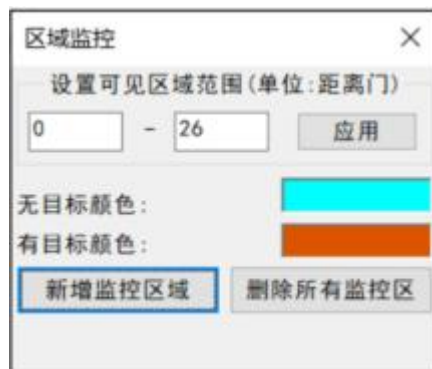 区域监控
设置可见区域范围(单位:距离门)
0 - 26 应用
无目标颜色:
有目标颜色:
新增监控区域 删除所有监控区